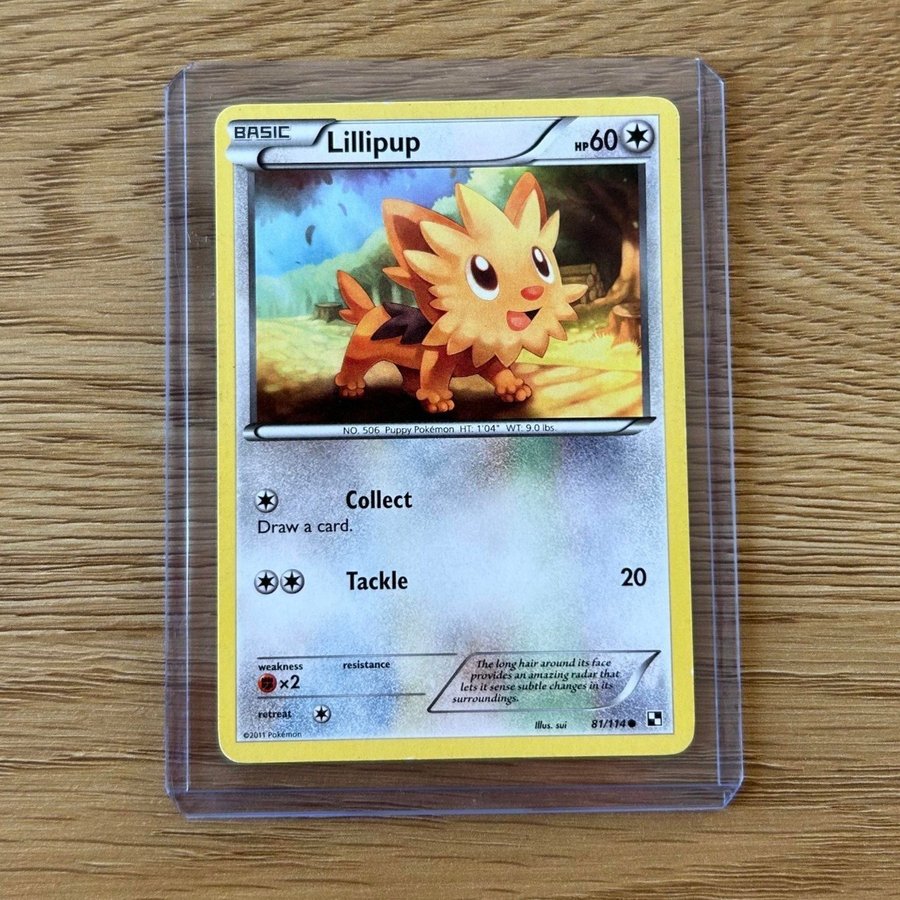 BASIC Lillipup HP60
NO. 506 Puppy Pokémon HT: 1'04" WT: 9.0 lbs.
Collect
Draw a card.
Tackle 20
weakness resistance
×2
retreat
The long hair around its face
provides an amazing radar that
lets it sense subtle changes in its
surroundings.
Illus. sui 81/114
©2011 Pokémon